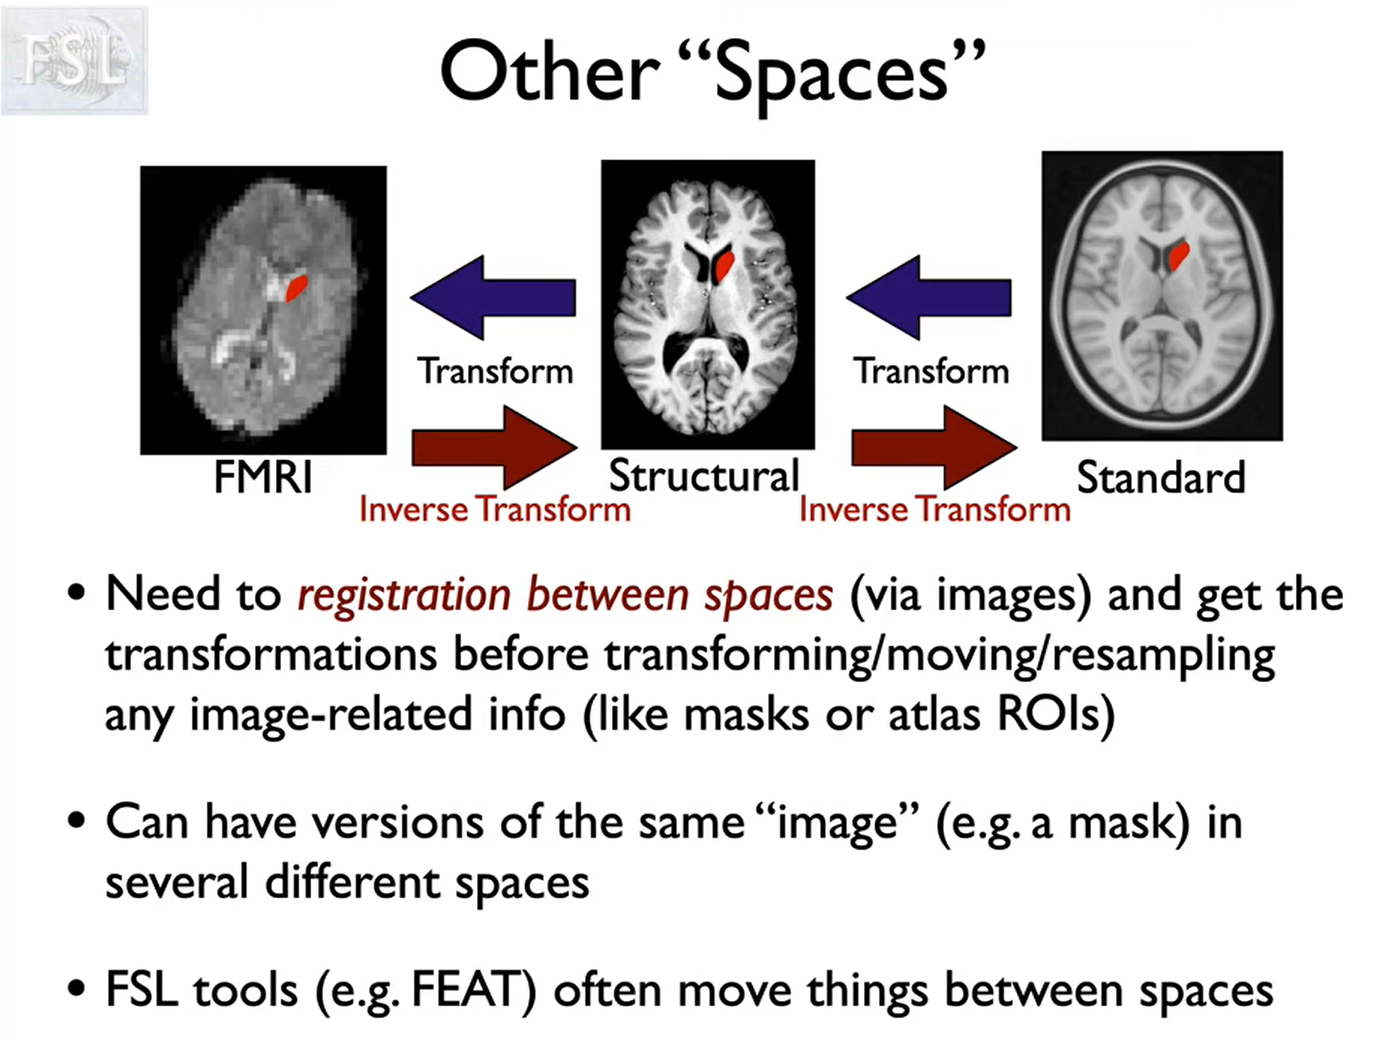 FSL
Other “Spaces”
Transform
Transform
FMRI
Structural
Standard
Inverse Transform
Inverse Transform
• Need to registration between spaces (via images) and get the
transformations before transforming/moving/resampling
any image-related info (like masks or atlas ROIs)
• Can have versions of the same “image” (e.g. a mask) in
several different spaces
• FSL tools (e.g. FEAT) often move things between spaces